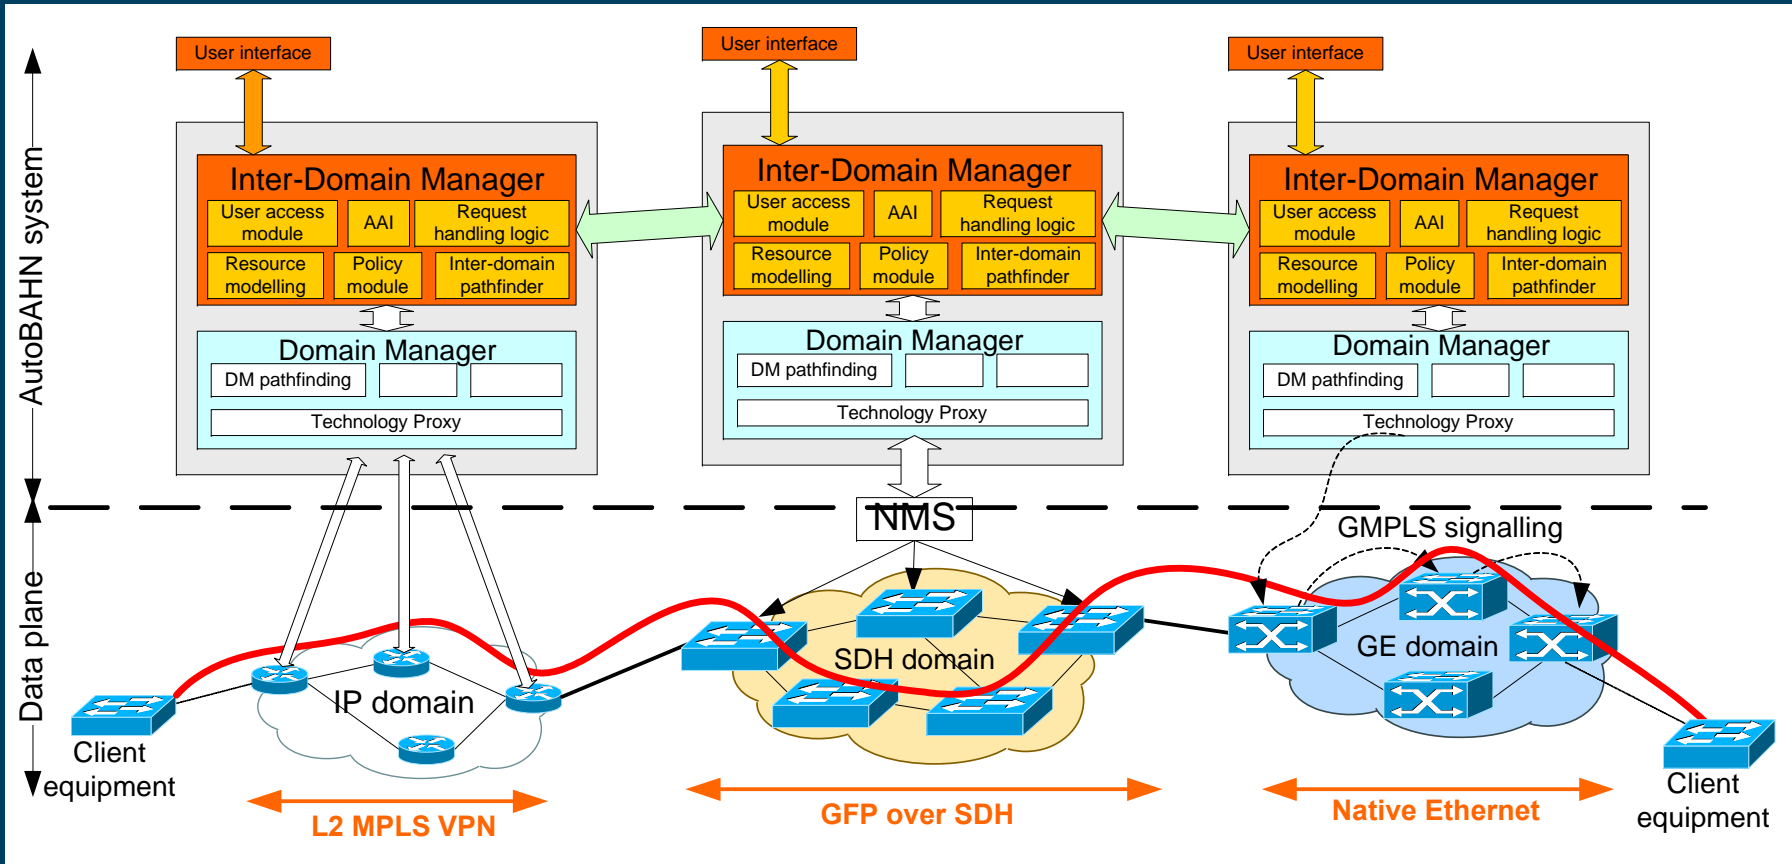 User interface
User interface
User interface
AutoBAHN system
Inter-Domain Manager
User access
module
AAI
Request
handling logic
Resource
modelling
Policy
module
Inter-domain
pathfinder
Domain Manager
DM pathfinding
Technology Proxy
Inter-Domain Manager
User access
module
AAI
Request
handling logic
Resource
modelling
Policy
module
Inter-domain
pathfinder
Domain Manager
DM pathfinding
Technology Proxy
Inter-Domain Manager
User access
module
AAI
Request
handling logic
Resource
modelling
Policy
module
Inter-domain
pathfinder
Domain Manager
DM pathfinding
Technology Proxy
Data plane
NMS
GMPLS signalling
IP domain
SDH domain
GE domain
Client
equipment
Client
equipment
L2 MPLS VPN
GFP over SDH
Native Ethernet